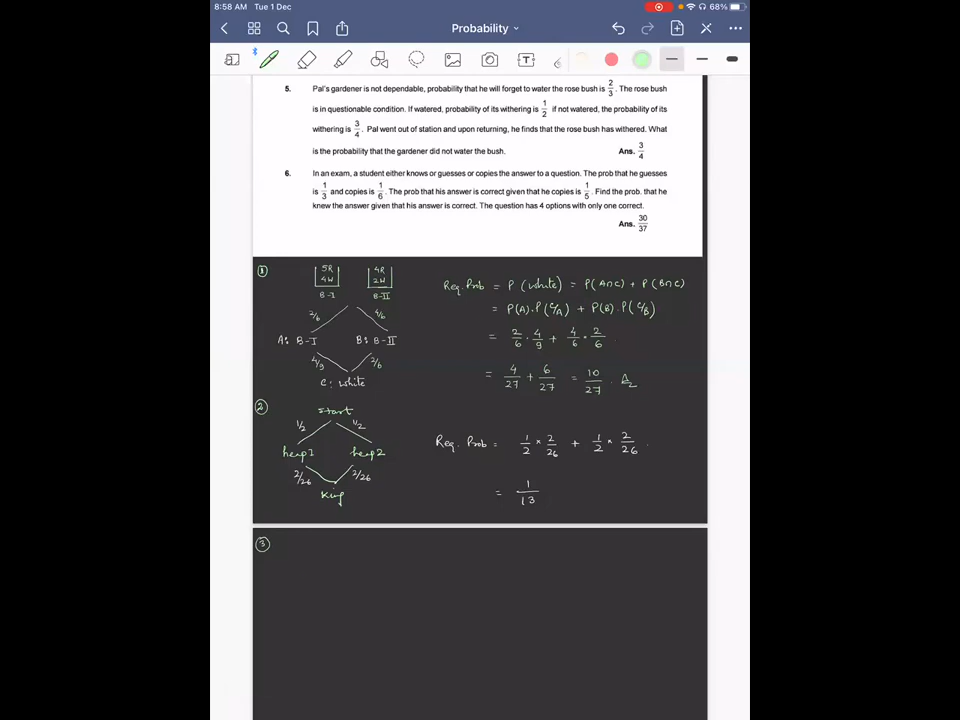 8:58 AM Tue 1 Dec
68%
Probability
5. Pal's gardener is not dependable, probability that he will forget to water the rose bush is 2/3. The rose bush
is in questionable condition. If watered, probability of its withering is 1/2 if not watered, the probability of its
withering is 3/4. Pal went out of station and upon returning, he finds that the rose bush has withered. What
is the probability that the gardener did not water the bush. Ans. 3/4
6. In an exam, a student either knows or guesses or copies the answer to a question. The prob that he guesses
is 1/3 and copies is 1/6. The prob that his answer is correct given that he copies is 1/5. Find the prob. that he
knew the answer given that his answer is correct. The question has 4 options with only one correct.
Ans. 30/37
①
5R 4R
4W 2W
B-I B-II
2/6 4/6
A: B-I B: B-II
4/9 2/6
C: white
Req. Prob = P (white) = P(A∩C) + P(B∩C)
= P(A).P(C/A) + P(B).P(C/B)
= 2/6 . 4/9 + 4/6 × 2/6
= 4/27 + 6/27 = 10/27 .
②
Start
1/2 1/2
heap1 heap2
2/26 2/26
King
Req. Prob = 1/2 × 2/26 + 1/2 × 2/26 .
= 1/13
③